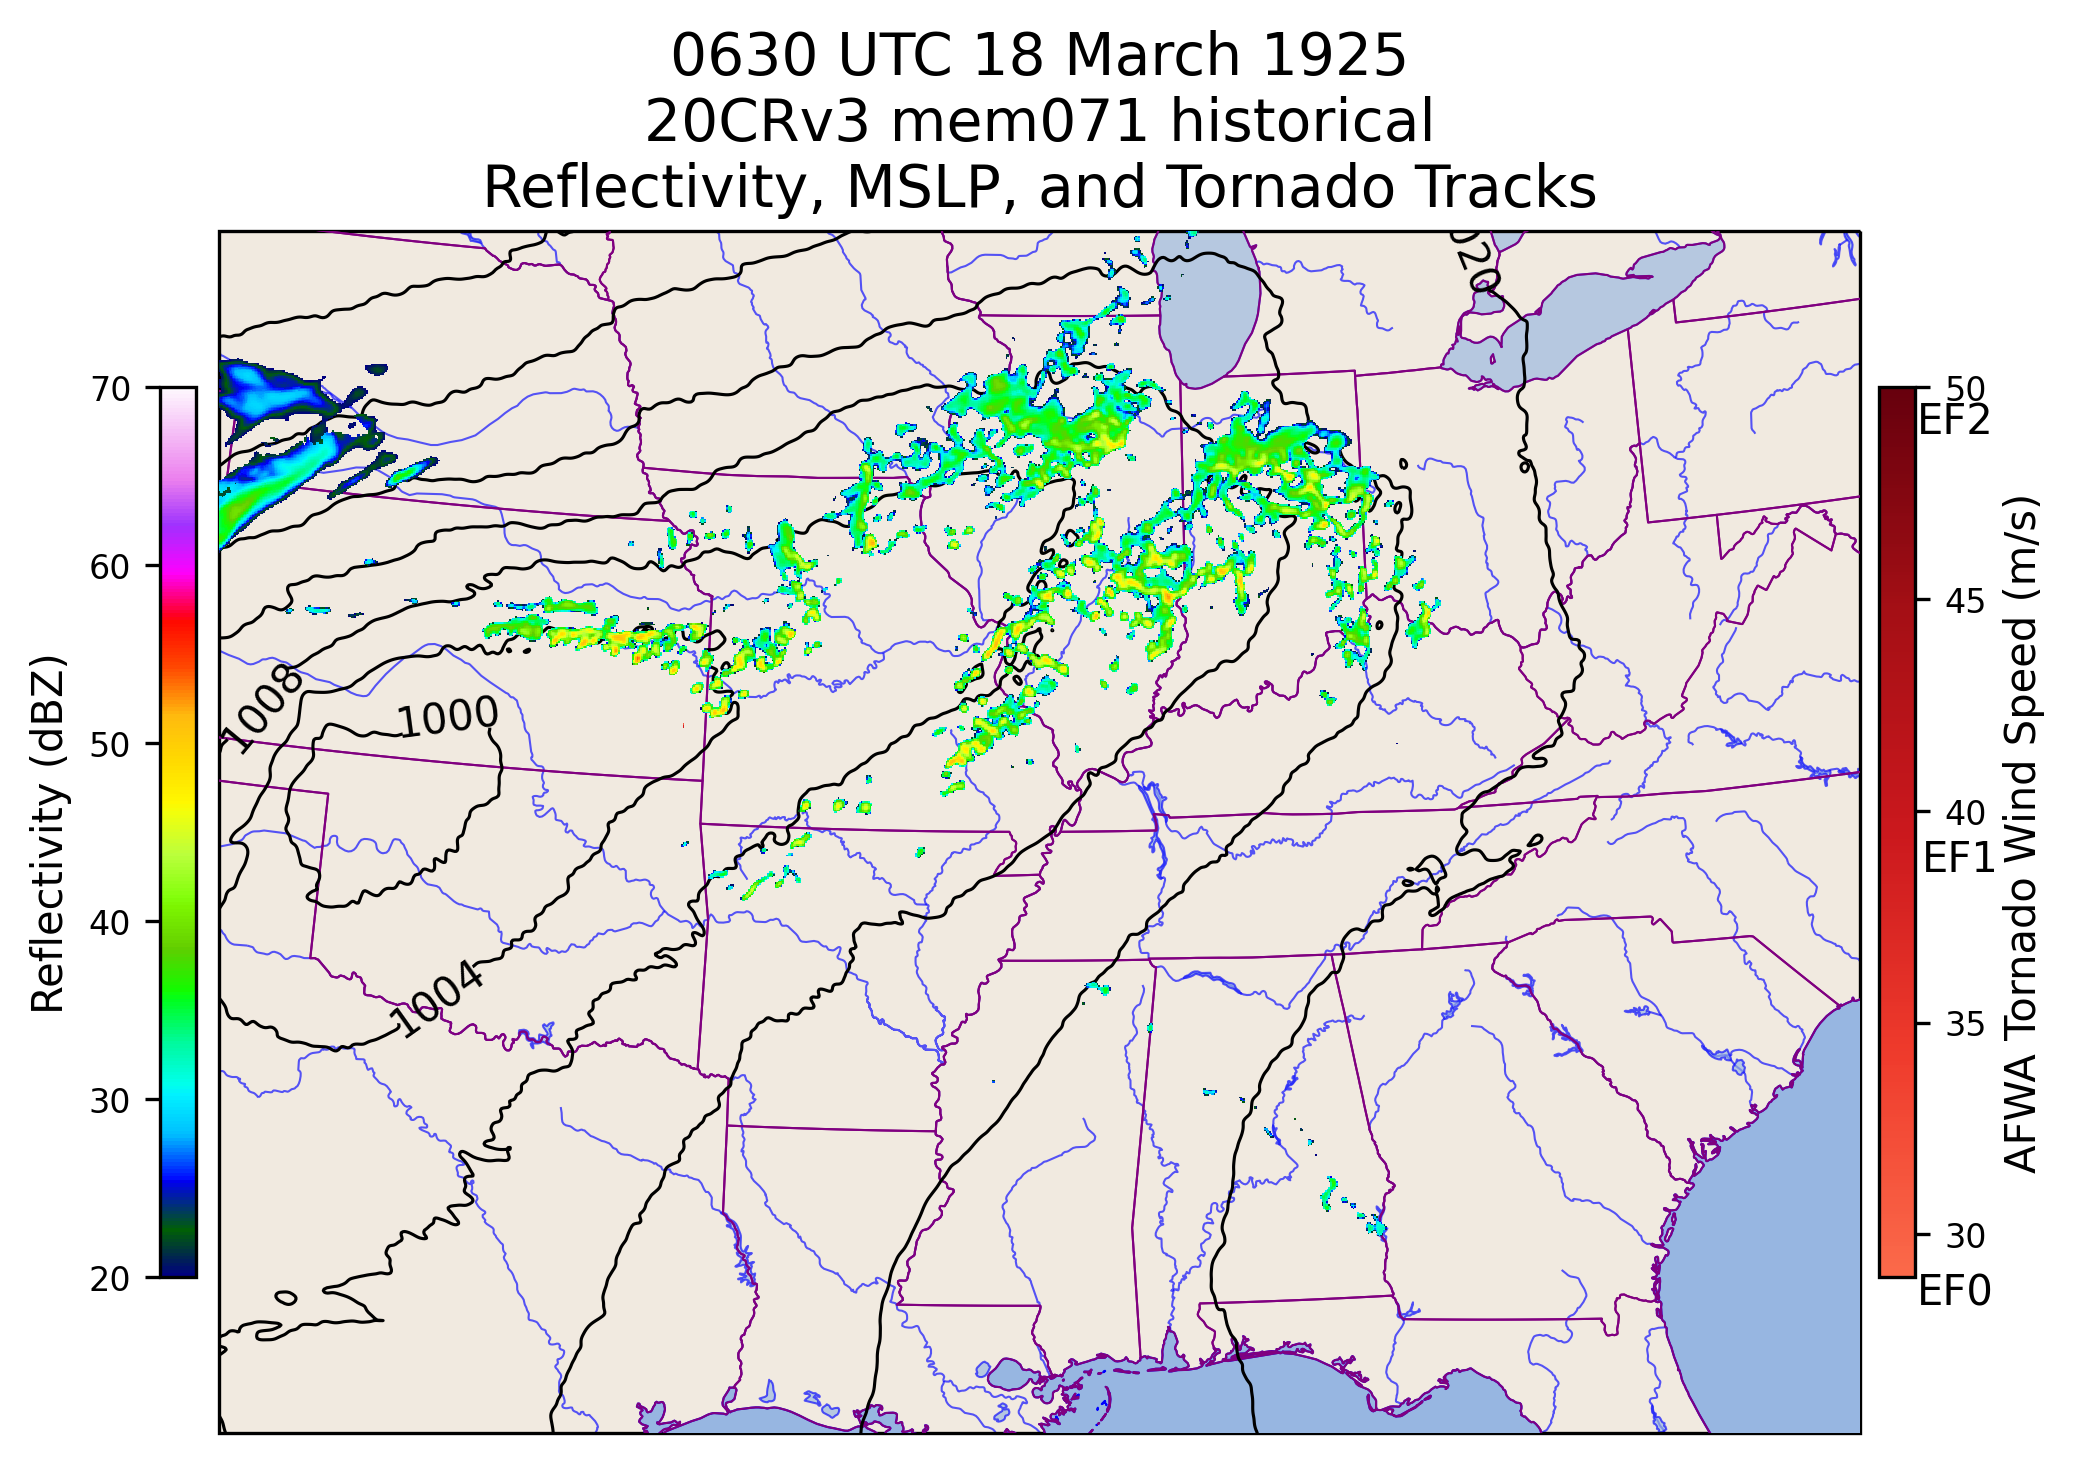 0630 UTC 18 March 1925
20CRv3 mem071 historical
Reflectivity, MSLP, and Tornado Tracks
Reflectivity (dBZ)
70
60
50
40
30
20
1008
1000
1004
1020
50
EF2
45
40
EF1
35
30
EF0
AFWA Tornado Wind Speed (m/s)